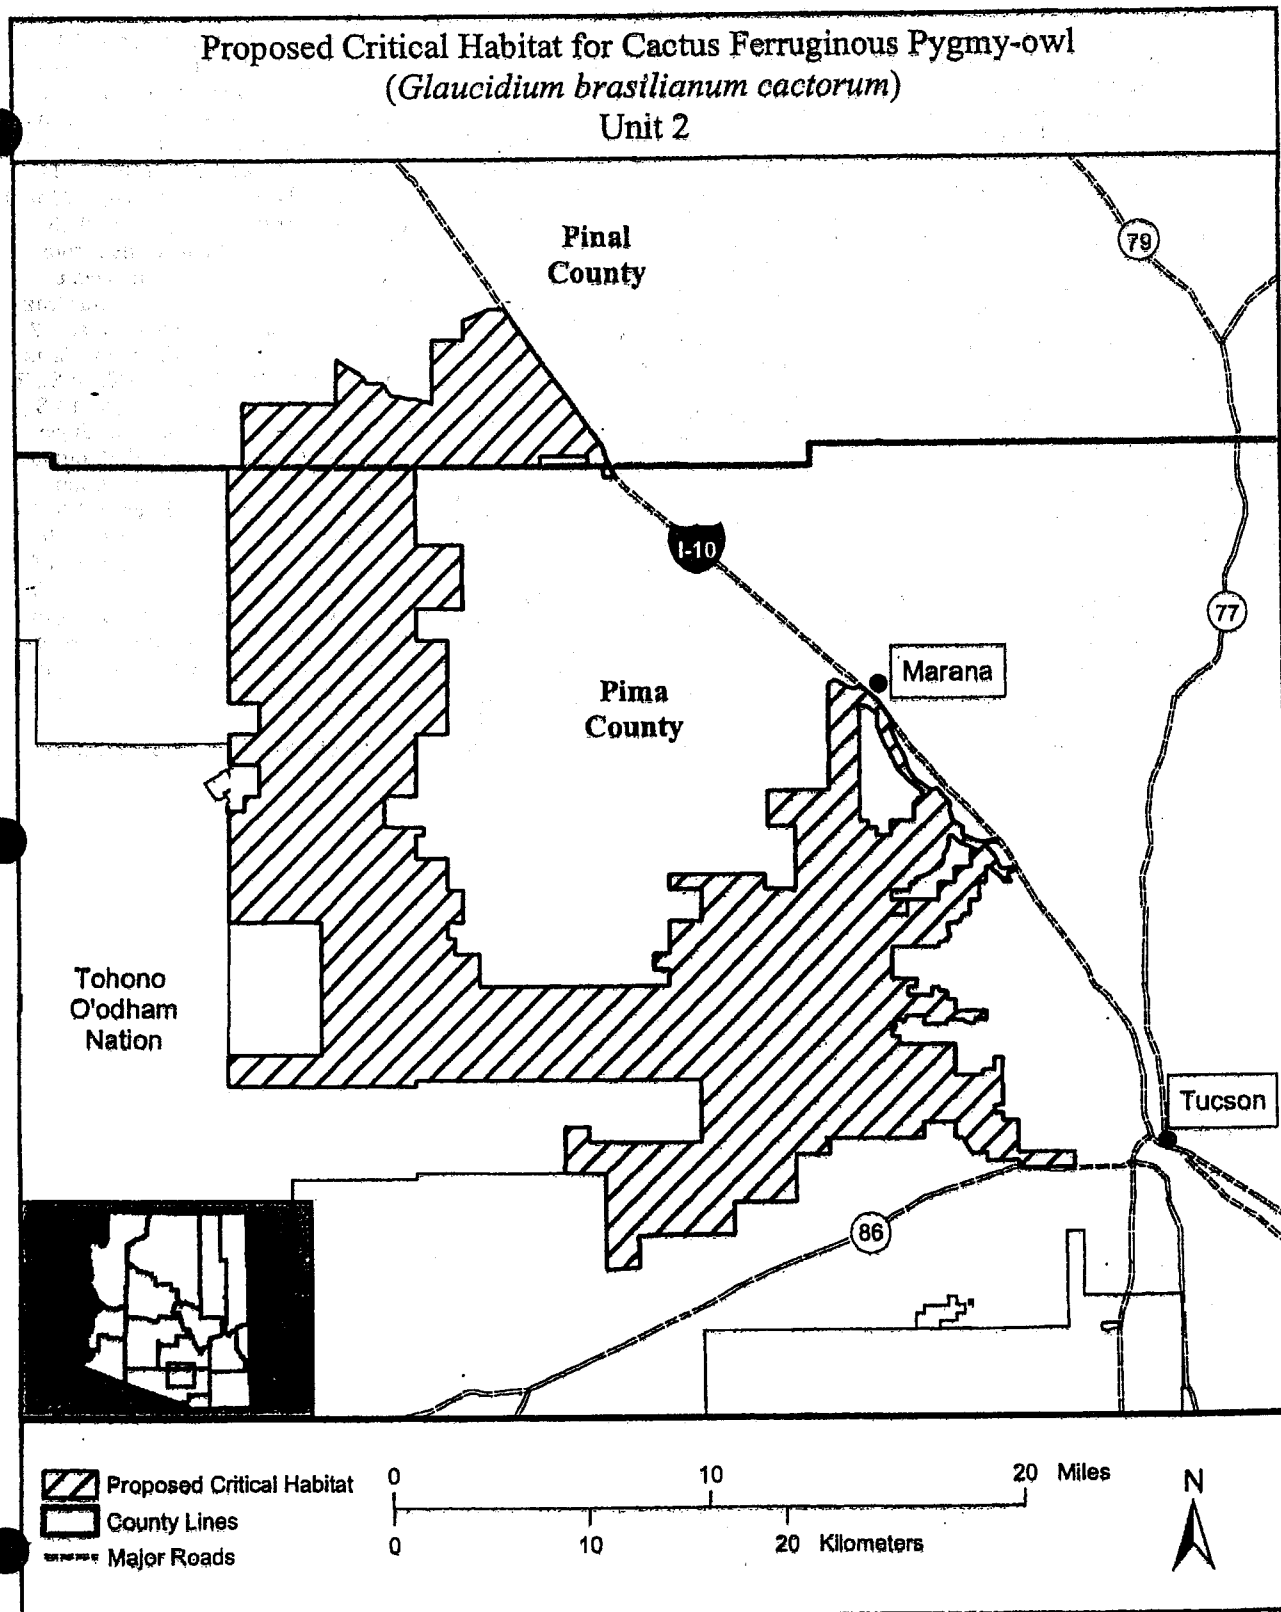 Proposed Critical Habitat for Cactus Ferruginous Pygmy-owl
(Glaucidium brasilianum cactorum)
Unit 2
Pinal
County
79
I-10
77
Marana
Pima
County
Tohono
O'odham
Nation
Tucson
86
Proposed Critical Habitat
County Lines
Major Roads
0 10 20 Miles
0 10 20 Kilometers
N